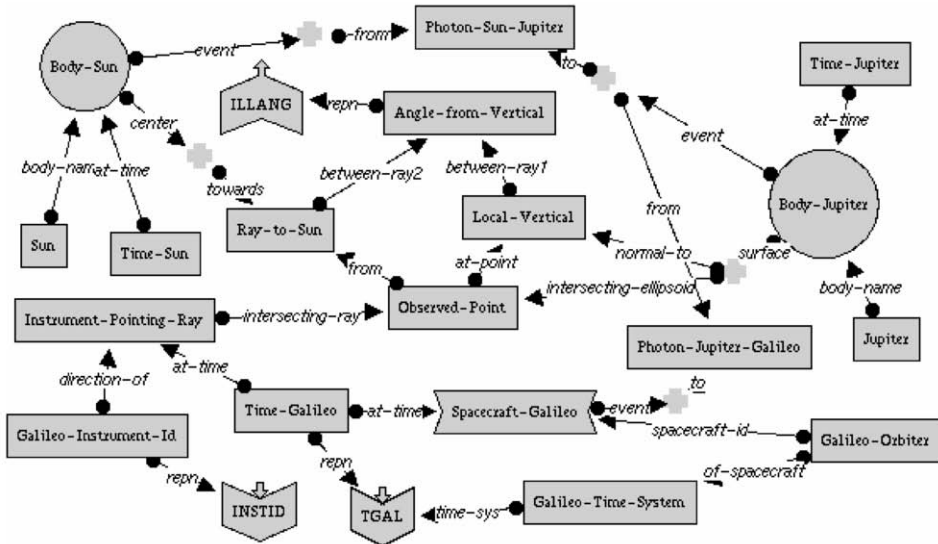 Photon-Sun-Jupiter
from
event
Body-Sun
to
Time-Jupiter
ILLANG
repn
Angle-from-Vertical
at-time
center
event
body-nam
at-time
between-ray2
between-ray1
towards
Body-Jupiter
from
Sun
Time-Sun
Ray-to-Sun
Local-Vertical
normal-to
surface
from
at-point
intersecting-ellipsoid
body-name
Instrument-Pointing-Ray
intersecting-ray
Observed-Point
Photon-Jupiter-Galileo
Jupiter
at-time
direction-of
to
Time-Galileo
at-time
Spacecraft-Galileo
event
Galileo-Instrument-Id
spacecraft-id
Galileo-Orbiter
repn
repn
of-spacecraft
INSTID
TGAL
time-sys
Galileo-Time-System